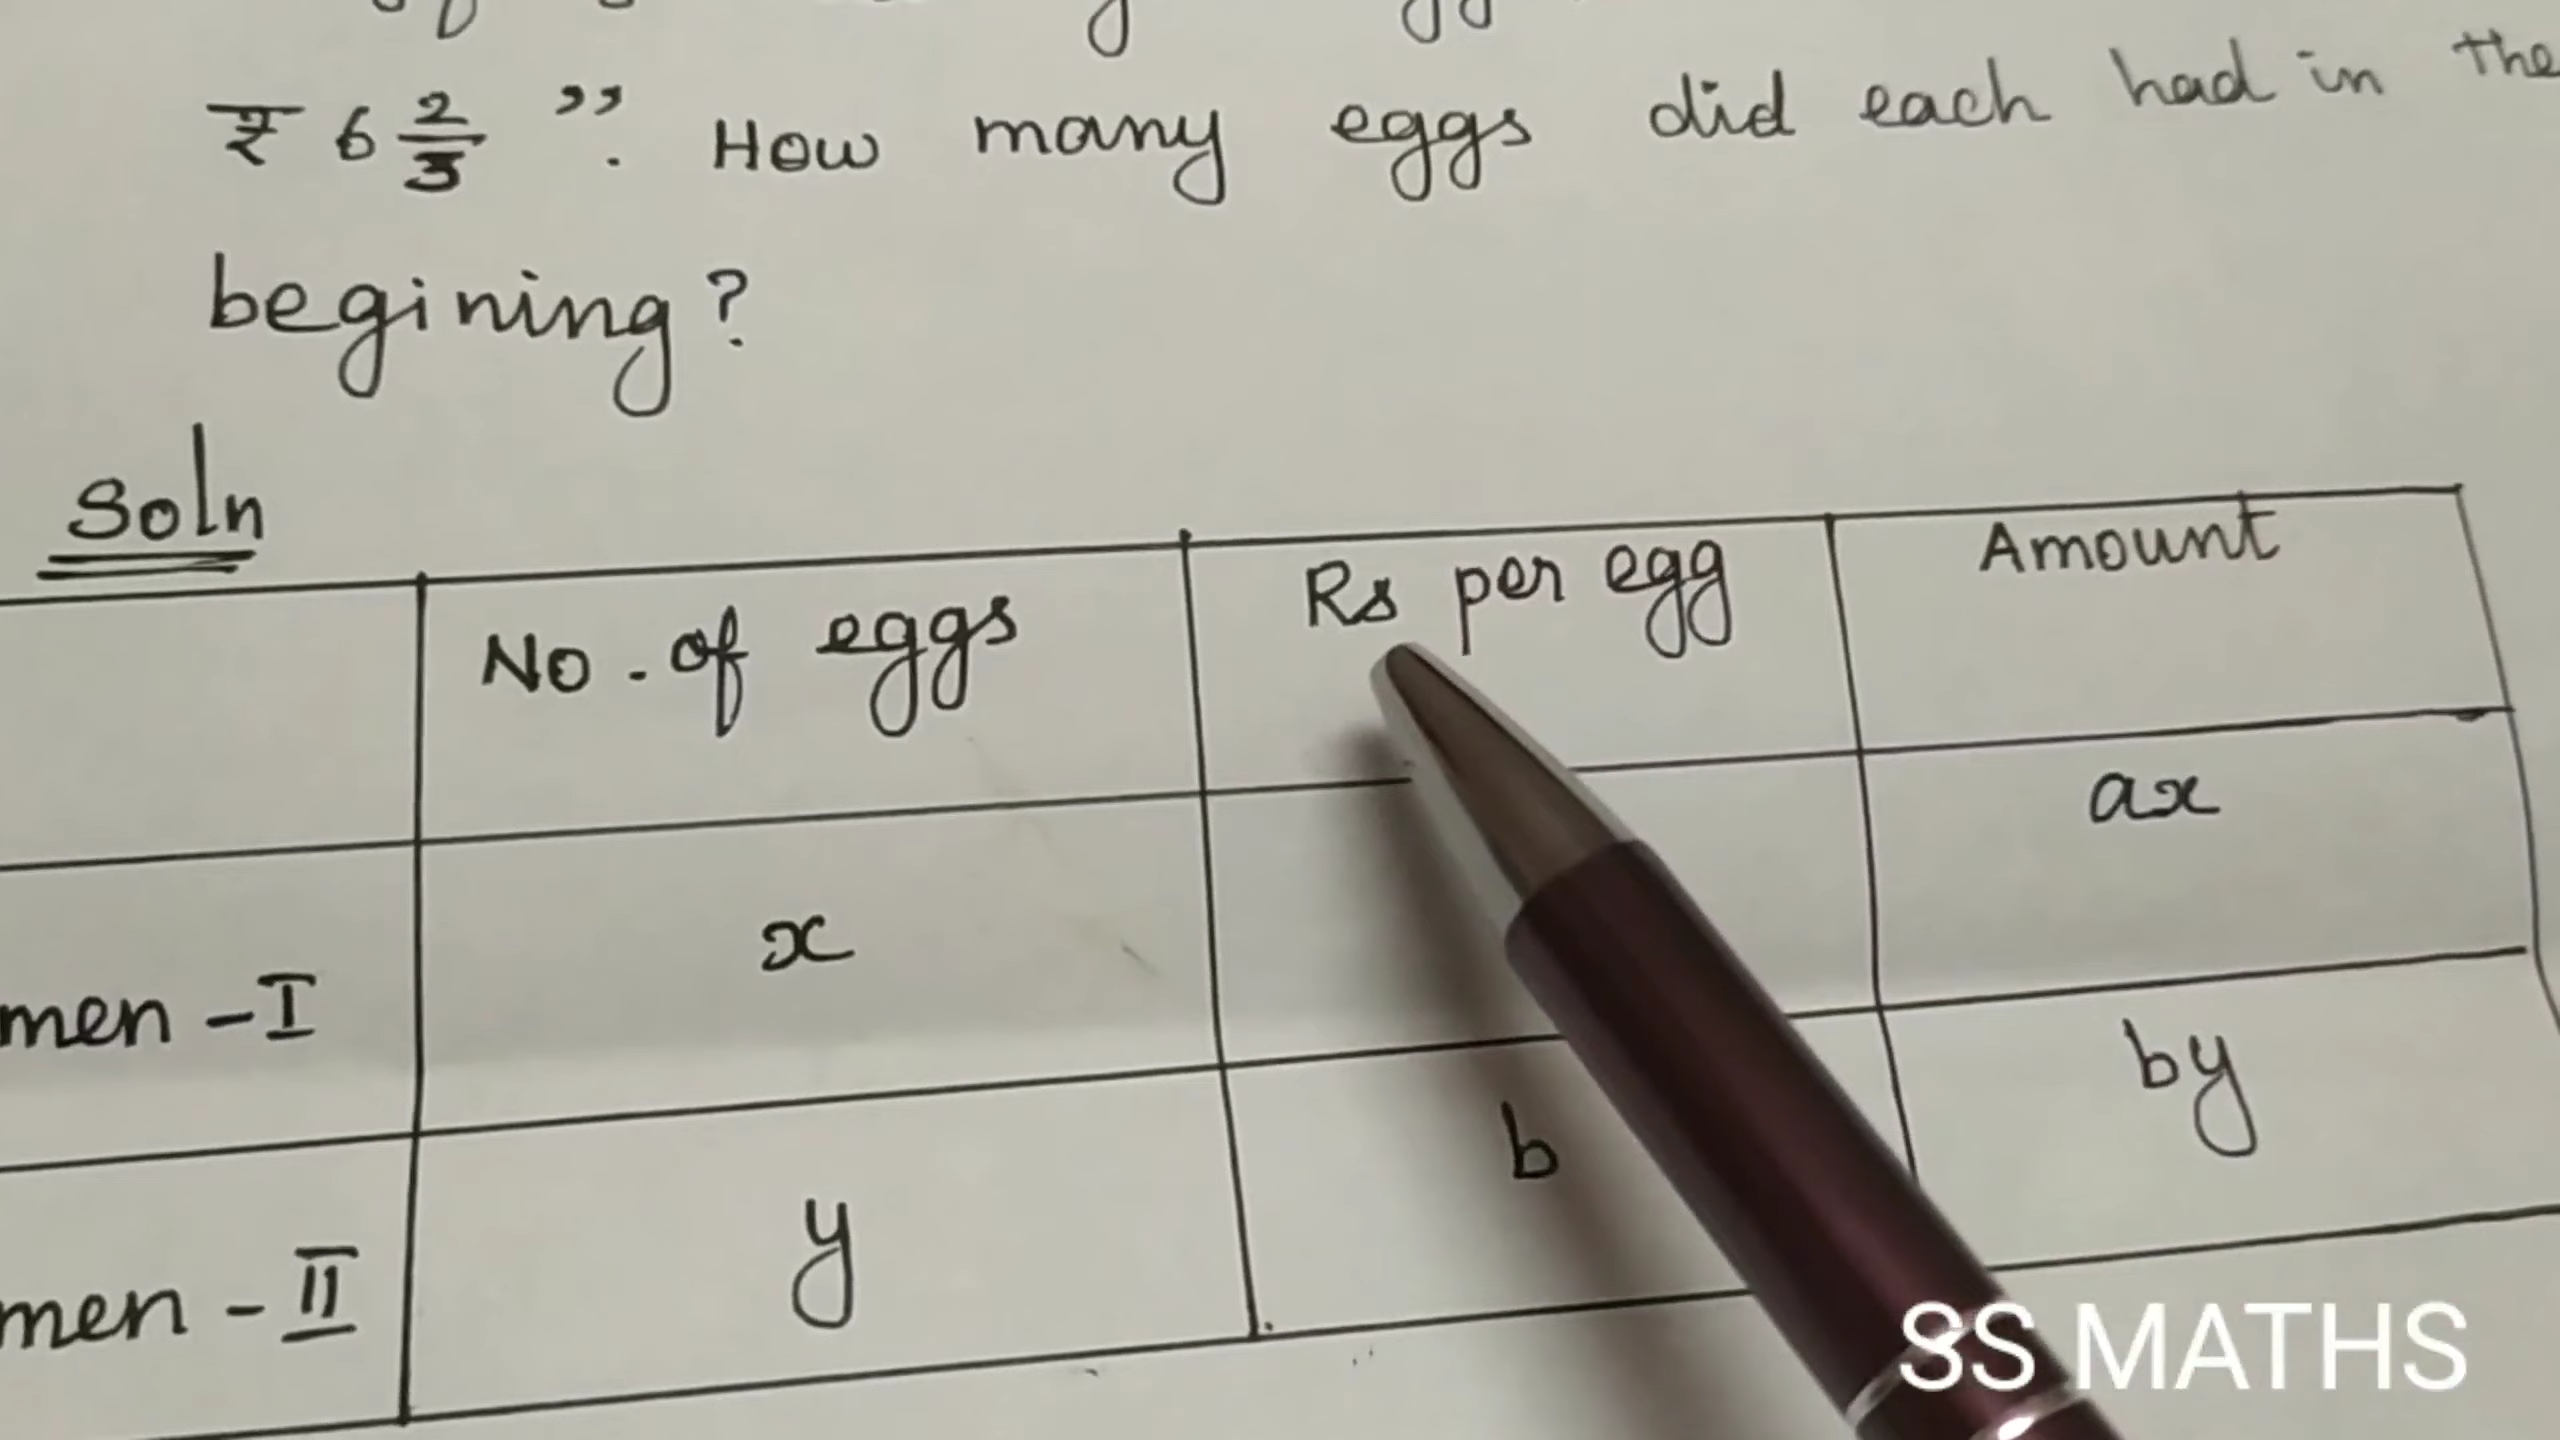 ₹ 6 2/3 ”. How many eggs did each had in the
begining?
Soln
No. of eggs Rs per egg Amount
men - I x ax
men - II y b by
SS MATHS